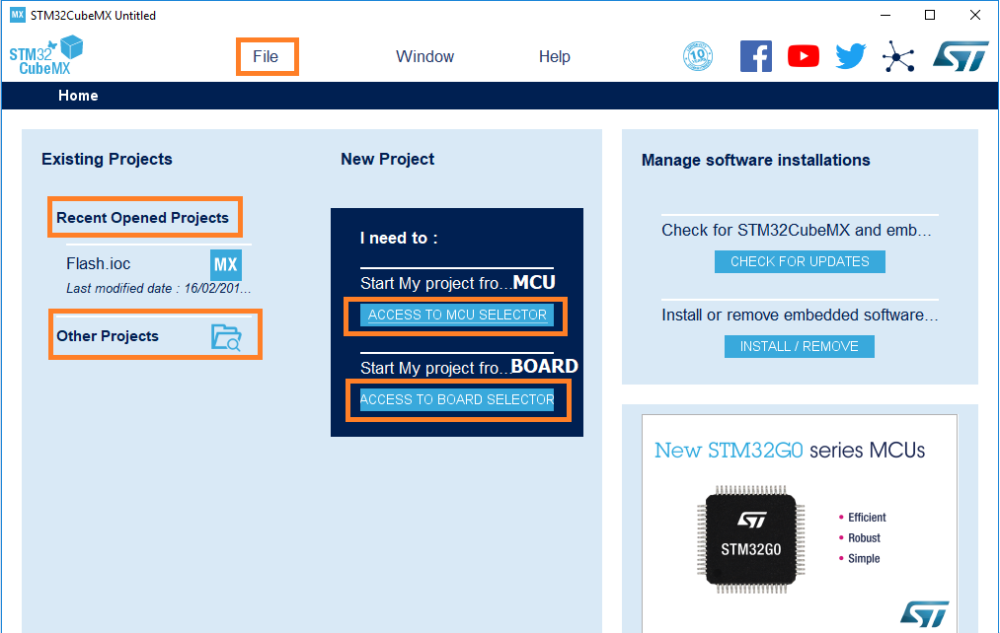 MX STM32CubeMX Untitled
STM32
CubeMX
File
Window
Help
10
Home
Existing Projects
Recent Opened Projects
Flash.ioc
MX
Last modified date : 16/02/201...
Other Projects
New Project
I need to :
Start My project fro...MCU
ACCESS TO MCU SELECTOR
Start My project fro...BOARD
ACCESS TO BOARD SELECTOR
Manage software installations
Check for STM32CubeMX and emb...
CHECK FOR UPDATES
Install or remove embedded software...
INSTALL / REMOVE
New STM32G0 series MCUs
ST
STM32G0
• Efficient
• Robust
• Simple
ST